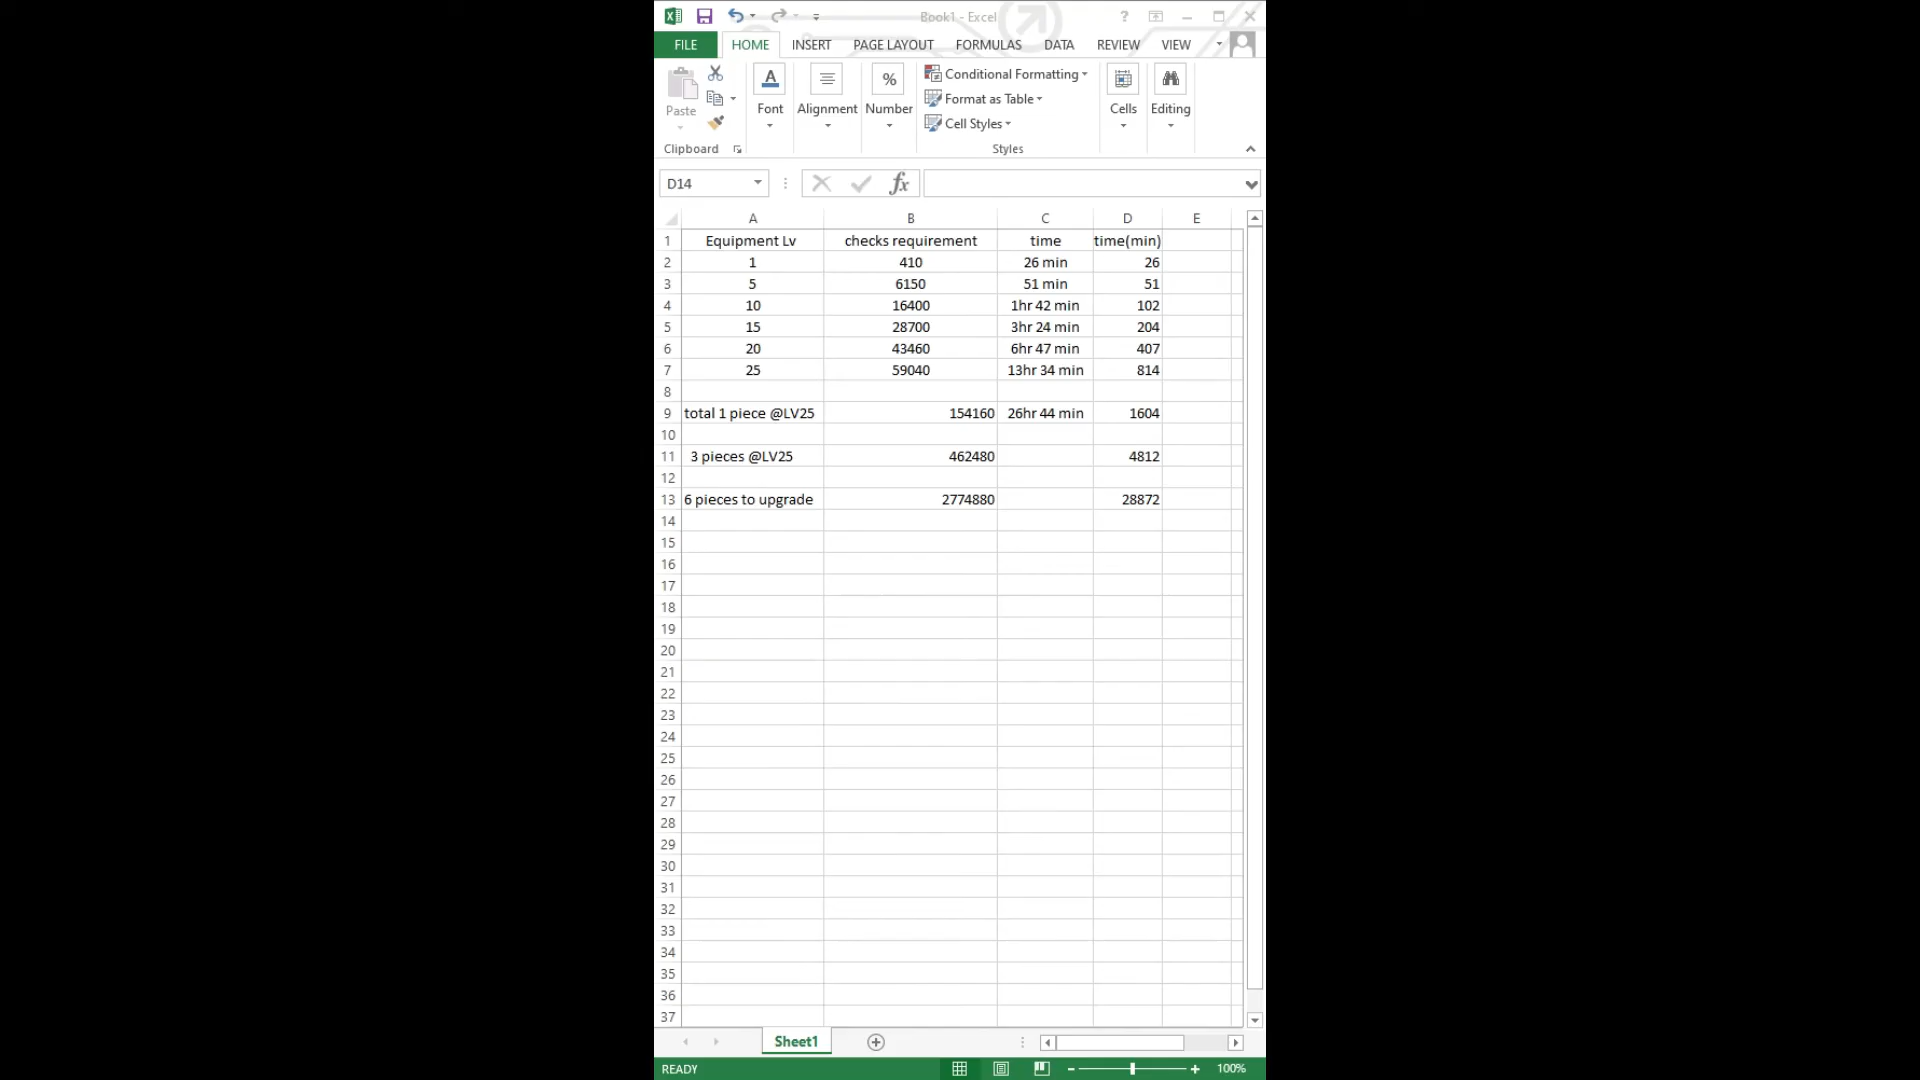 Book1 - Excel
FILE HOME INSERT PAGE LAYOUT FORMULAS DATA REVIEW VIEW
Paste
Clipboard
Font
Alignment
Number
Conditional Formatting
Format as Table
Cell Styles
Styles
Cells
Editing
D14
fx
A B C D E
1 Equipment Lv checks requirement time time(min)
2 1 410 26 min 26
3 5 6150 51 min 51
4 10 16400 1hr 42 min 102
5 15 28700 3hr 24 min 204
6 20 43460 6hr 47 min 407
7 25 59040 13hr 34 min 814
8
9 total 1 piece @LV25 154160 26hr 44 min 1604
10
11 3 pieces @LV25 462480 4812
12
13 6 pieces to upgrade 2774880 28872
14
15
16
17
18
19
20
21
22
23
24
25
26
27
28
29
30
31
32
33
34
35
36
37
Sheet1
READY 100%